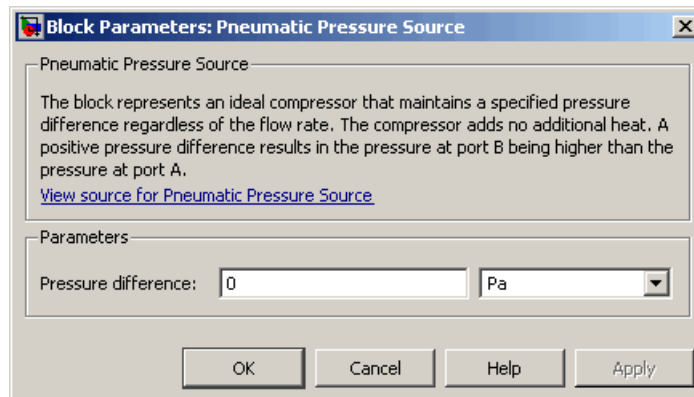 Block Parameters: Pneumatic Pressure Source
Pneumatic Pressure Source
The block represents an ideal compressor that maintains a specified pressure
difference regardless of the flow rate. The compressor adds no additional heat. A
positive pressure difference results in the pressure at port B being higher than the
pressure at port A.
View source for Pneumatic Pressure Source
Parameters
Pressure difference: 0 Pa
OK Cancel Help Apply